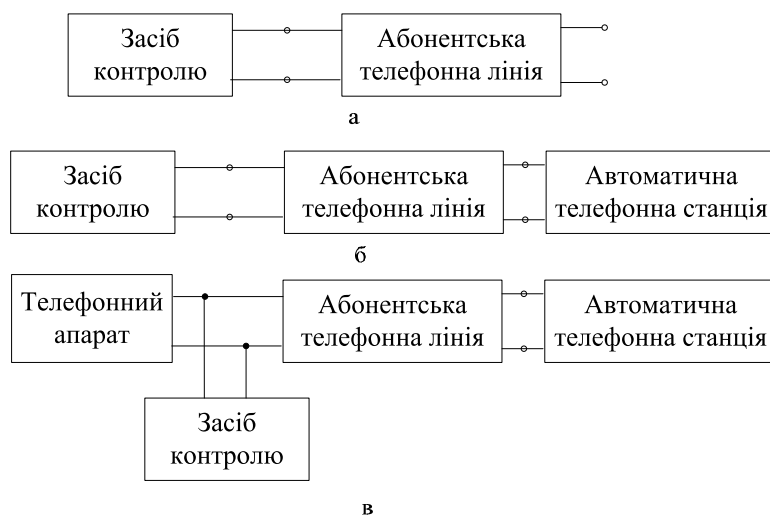 Засіб
контролю
Абонентська
телефонна лінія
а
Засіб
контролю
Абонентська
телефонна лінія
Автоматична
телефонна станція
б
Телефонний
апарат
Абонентська
телефонна лінія
Автоматична
телефонна станція
Засіб
контролю
в